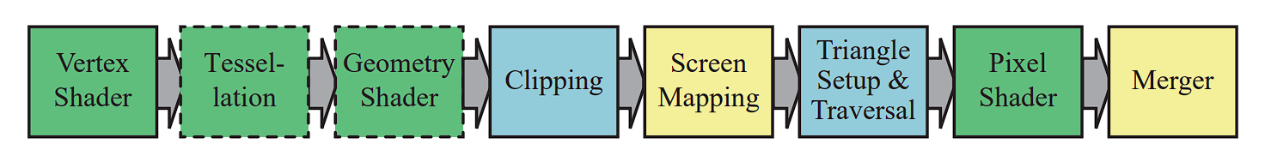 Vertex
Shader
Tessel-
lation
Geometry
Shader
Clipping
Screen
Mapping
Triangle
Setup &
Traversal
Pixel
Shader
Merger